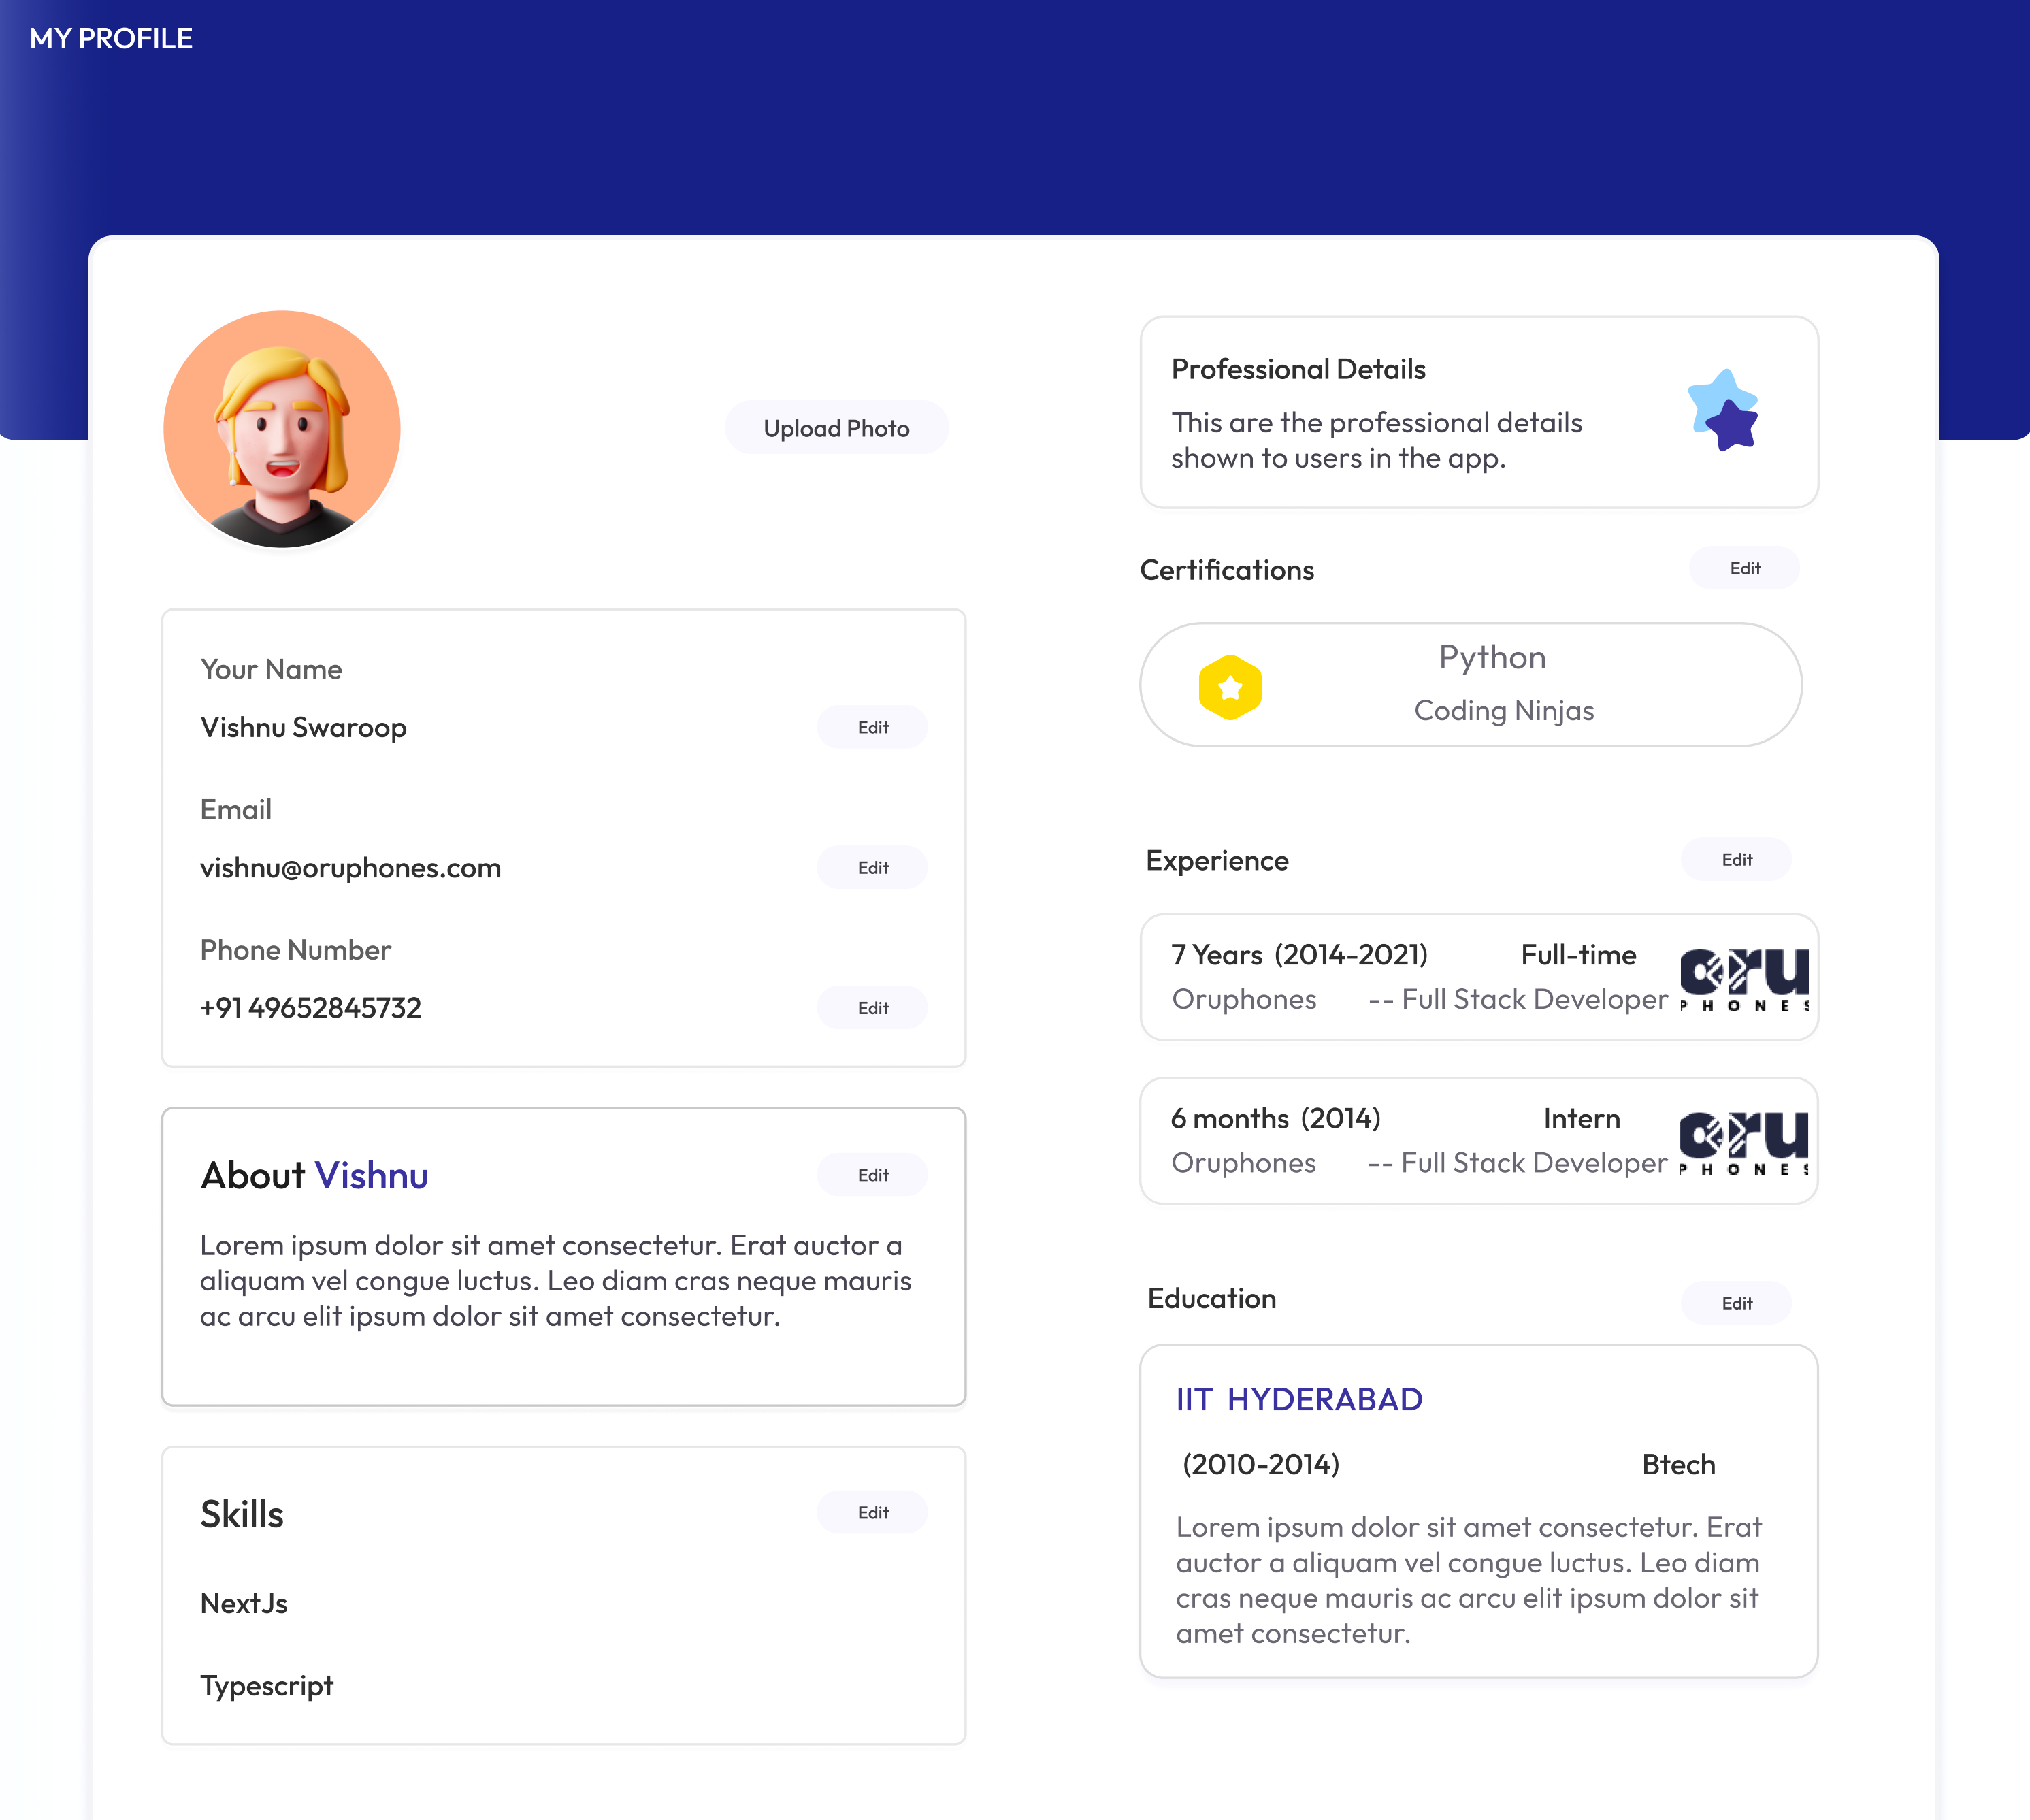 MY PROFILE
Upload Photo
Your Name
Vishnu Swaroop
Edit
Email
vishnu@oruphones.com
Edit
Phone Number
+91 49652845732
Edit
About Vishnu
Edit
Lorem ipsum dolor sit amet consectetur. Erat auctor a
aliquam vel congue luctus. Leo diam cras neque mauris
ac arcu elit ipsum dolor sit amet consectetur.
Skills
Edit
NextJs
Typescript
Professional Details
This are the professional details
shown to users in the app.
Certifications
Edit
Python
Coding Ninjas
Experience
Edit
7 Years (2014-2021) Full-time
Oruphones -- Full Stack Developer
oru
PHONES
6 months (2014) Intern
Oruphones -- Full Stack Developer
oru
PHONES
Education
Edit
IIT HYDERABAD
(2010-2014) Btech
Lorem ipsum dolor sit amet consectetur. Erat
auctor a aliquam vel congue luctus. Leo diam
cras neque mauris ac arcu elit ipsum dolor sit
amet consectetur.